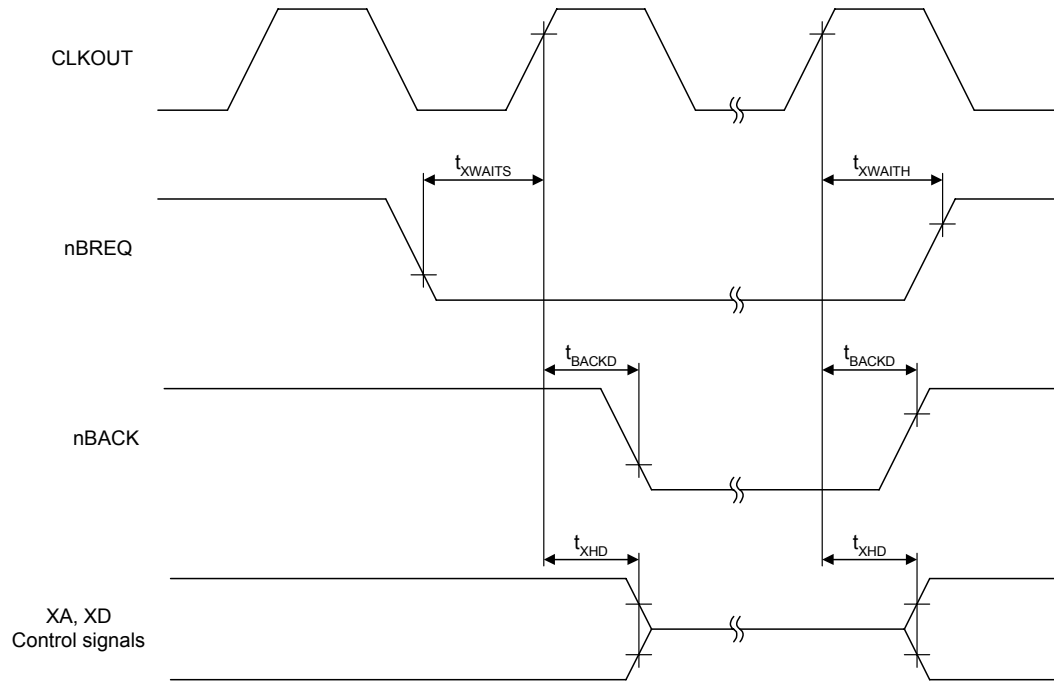 CLKOUT
tXWAITS
tXWAITH
nBREQ
tBACKD
tBACKD
nBACK
tXHD
tXHD
XA, XD
Control signals